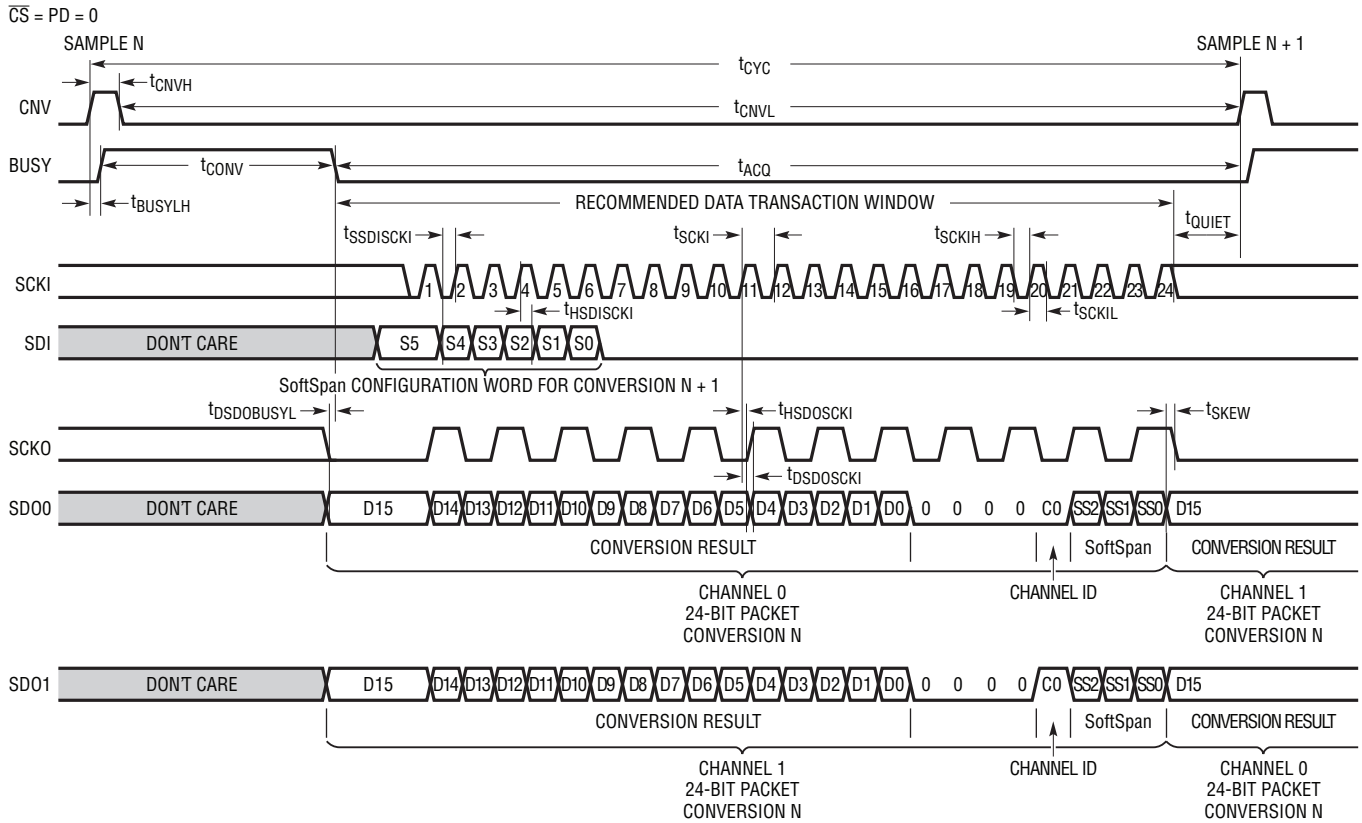 CS = PD = 0
SAMPLE N
SAMPLE N + 1
tCYC
tCNVH
CNV
tCNVL
BUSY
tCONV
tACQ
tBUSYLH
RECOMMENDED DATA TRANSACTION WINDOW
tQUIET
tSSDISCKI
tSCKI
tSCKIH
SCKI
1 2 3 4 5 6 7 8 9 10 11 12 13 14 15 16 17 18 19 20 21 22 23 24
tHSDISCKI
tSCKIL
SDI
DON'T CARE
S5 S4 S3 S2 S1 S0
SoftSpan CONFIGURATION WORD FOR CONVERSION N + 1
tDSDOBUSYL
tHSDOSCKI
tSKEW
SCKO
tDSDOSCKI
SDO0
DON'T CARE
D15 D14 D13 D12 D11 D10 D9 D8 D7 D6 D5 D4 D3 D2 D1 D0 0 0 0 0 C0 SS2 SS1 SS0 D15
CONVERSION RESULT
SoftSpan
CONVERSION RESULT
CHANNEL 0
24-BIT PACKET
CONVERSION N
CHANNEL ID
CHANNEL 1
24-BIT PACKET
CONVERSION N
SDO1
DON'T CARE
D15 D14 D13 D12 D11 D10 D9 D8 D7 D6 D5 D4 D3 D2 D1 D0 0 0 0 0 C0 SS2 SS1 SS0 D15
CONVERSION RESULT
SoftSpan
CONVERSION RESULT
CHANNEL 1
24-BIT PACKET
CONVERSION N
CHANNEL ID
CHANNEL 0
24-BIT PACKET
CONVERSION N